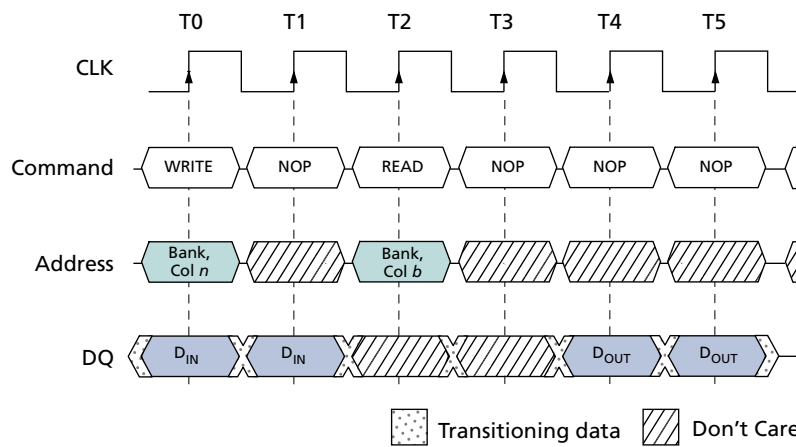 T0 T1 T2 T3 T4 T5
CLK
Command WRITE NOP READ NOP NOP NOP
Address Bank, Col n Bank, Col b
DQ DIN DIN DOUT DOUT
Transitioning data Don't Care